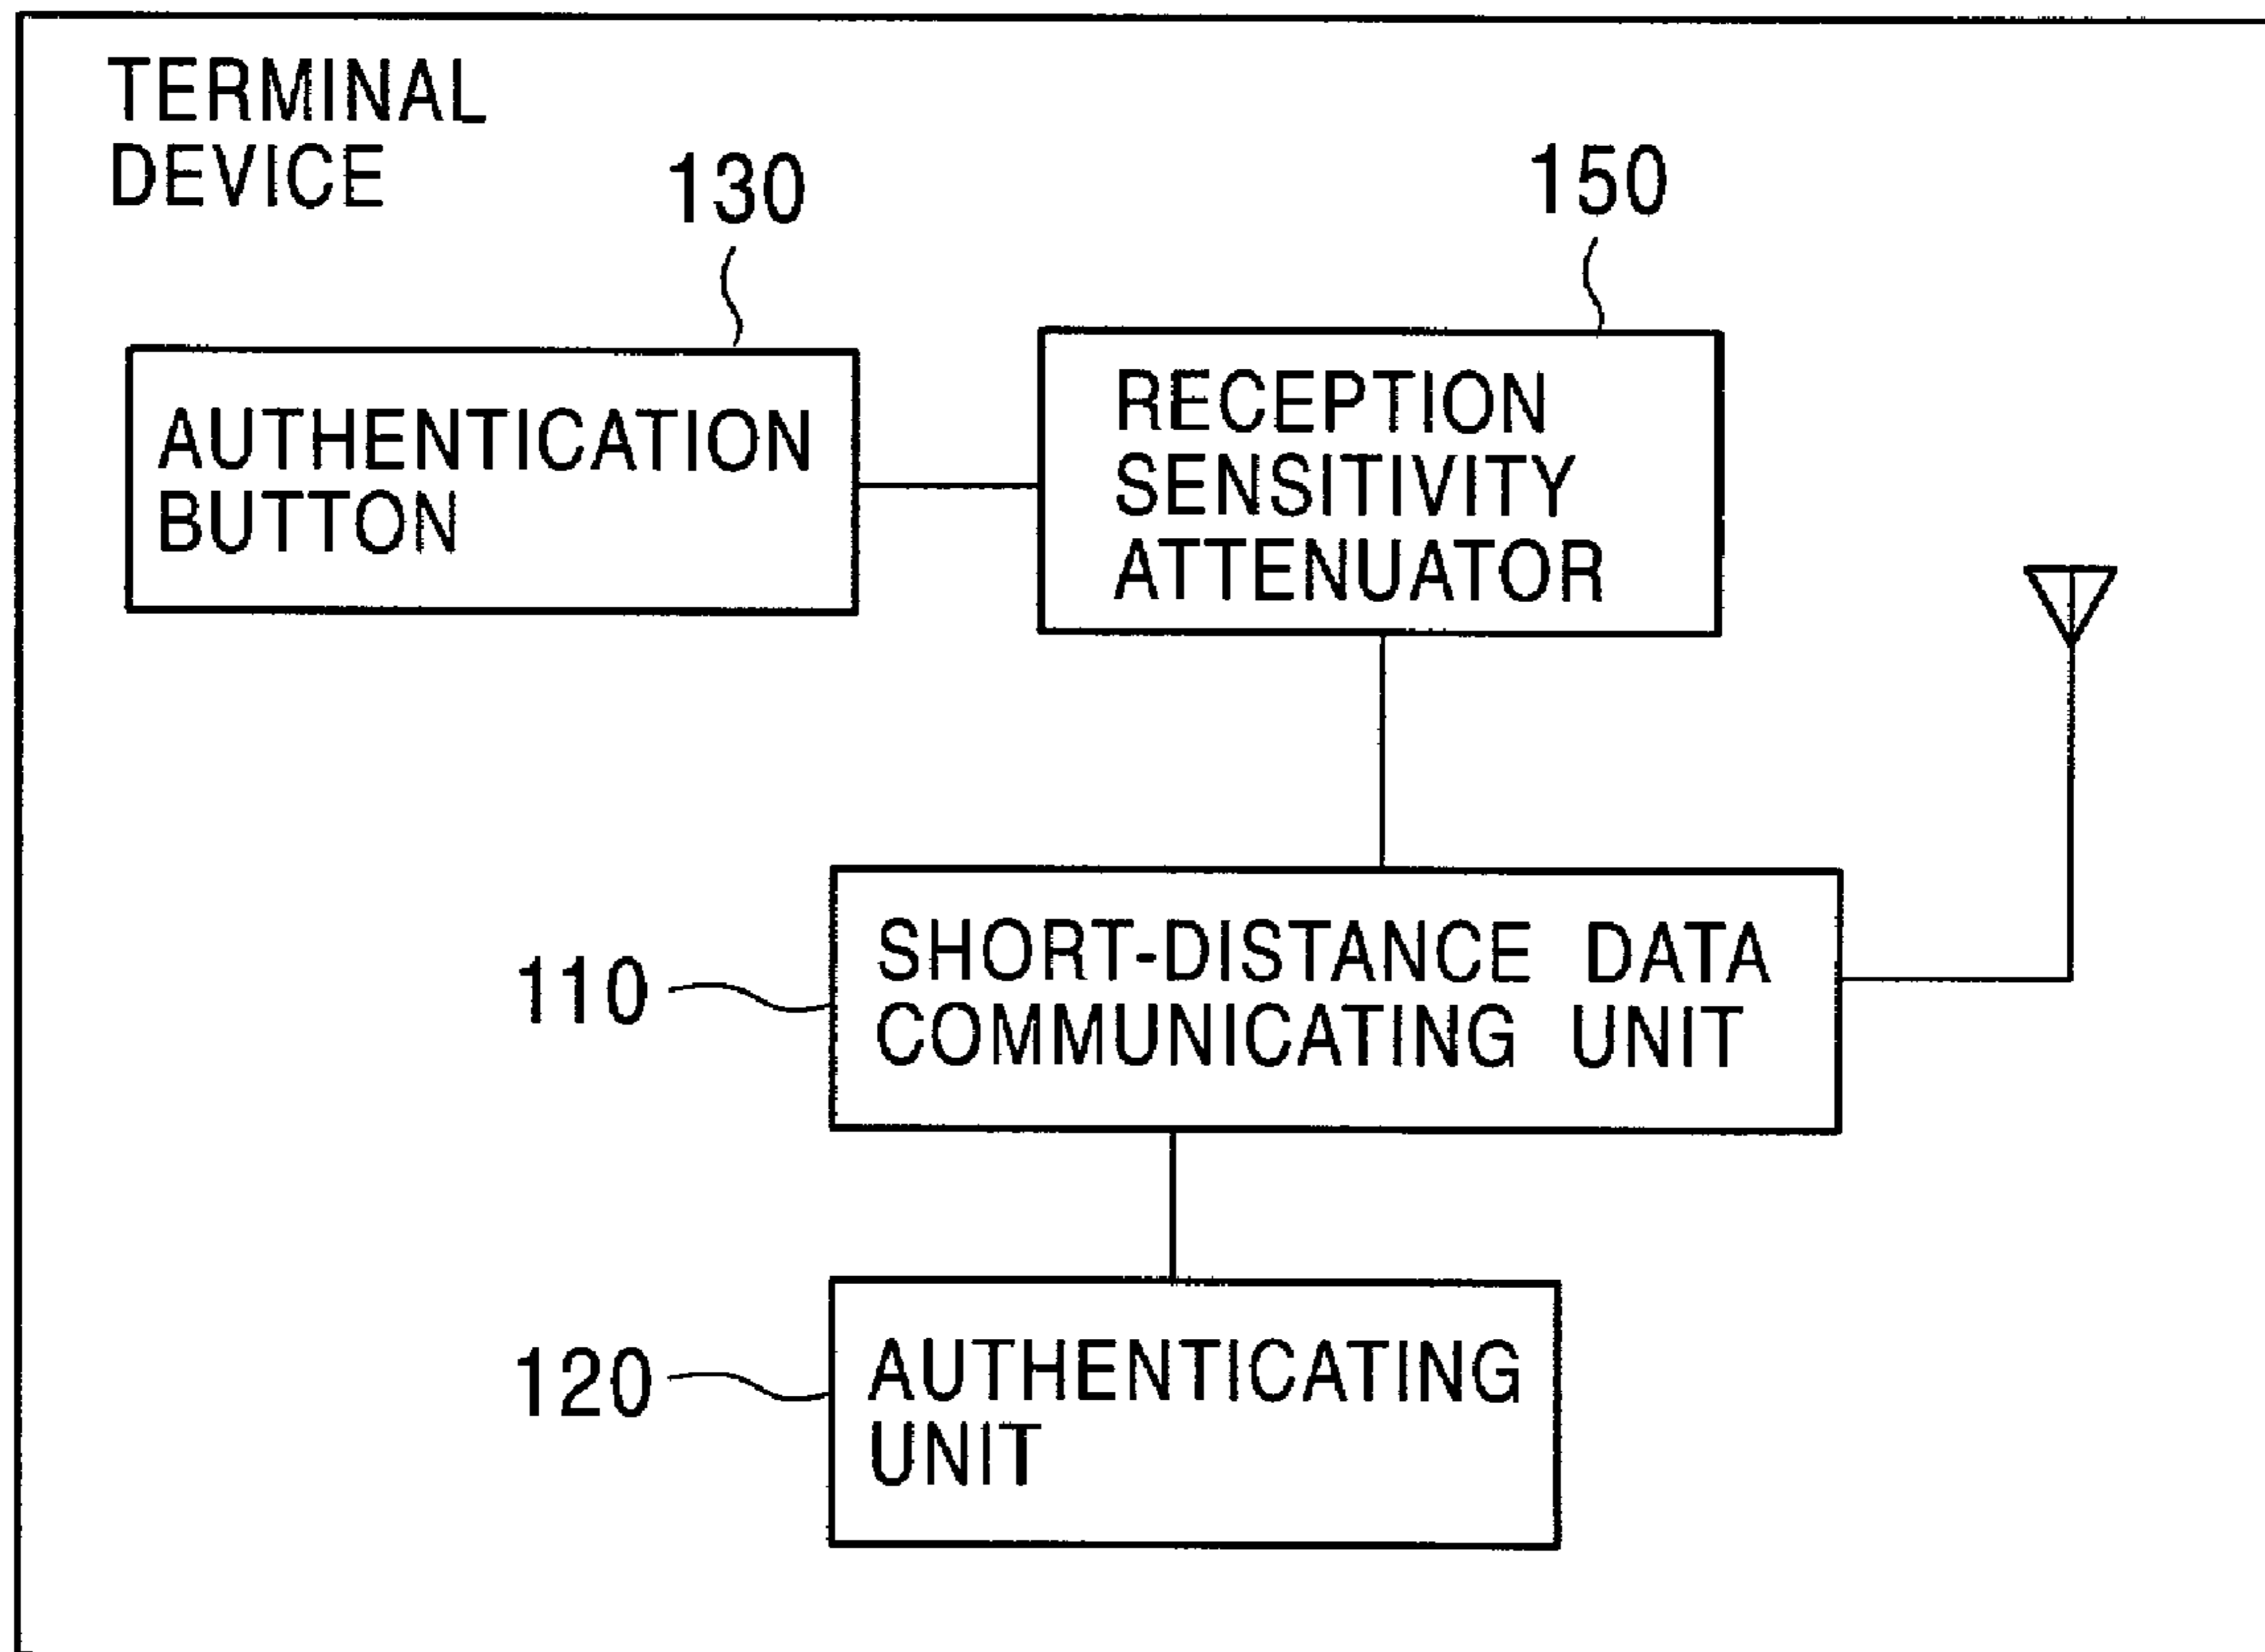 TERMINAL
DEVICE
130
150
AUTHENTICATION
BUTTON
RECEPTION
SENSITIVITY
ATTENUATOR
110
SHORT-DISTANCE DATA
COMMUNICATING UNIT
120
AUTHENTICATING
UNIT